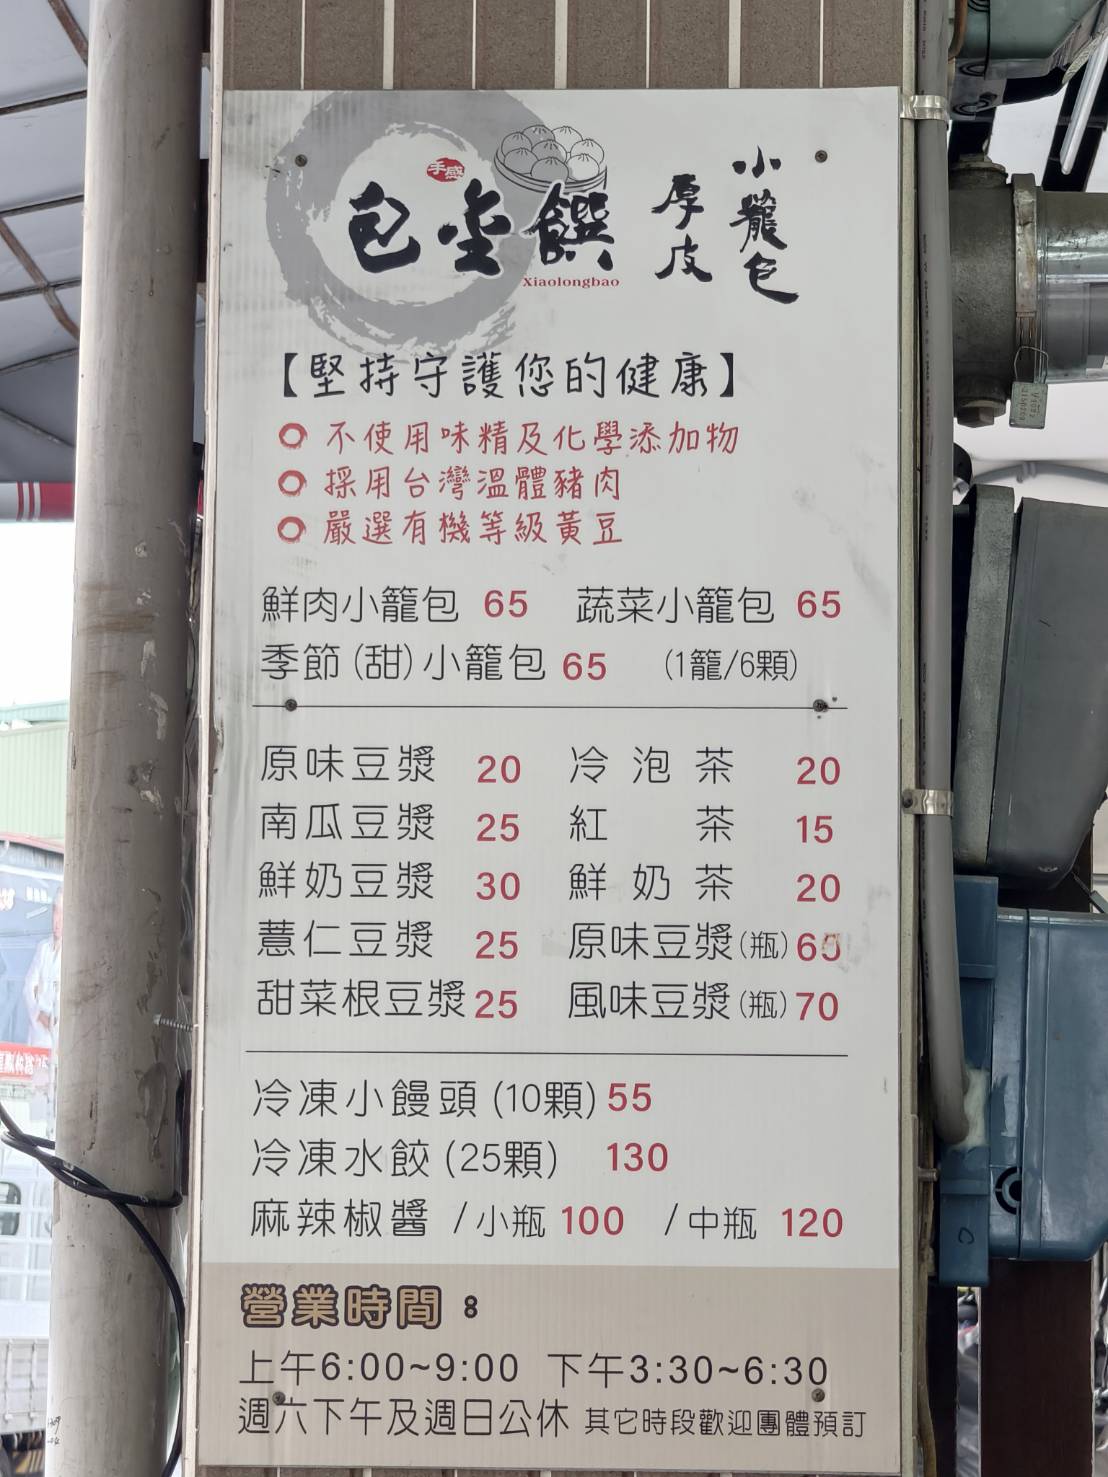 手感
包坐饌
Xiaolongbao
厚皮
小籠包
【堅持守護您的健康】
不使用味精及化學添加物
採用台灣溫體豬肉
嚴選有機等級黃豆
鮮肉小籠包 65 蔬菜小籠包 65
季節(甜)小籠包 65 (1籠/6顆)
原味豆漿 20 冷泡茶 20
南瓜豆漿 25 紅茶 15
鮮奶豆漿 30 鮮奶茶 20
薏仁豆漿 25 原味豆漿(瓶) 65
甜菜根豆漿 25 風味豆漿(瓶) 70
冷凍小饅頭(10顆) 55
冷凍水餃(25顆) 130
麻辣椒醬 /小瓶 100 /中瓶 120
營業時間:
上午6:00~9:00 下午3:30~6:30
週六下午及週日公休 其它時段歡迎團體預訂